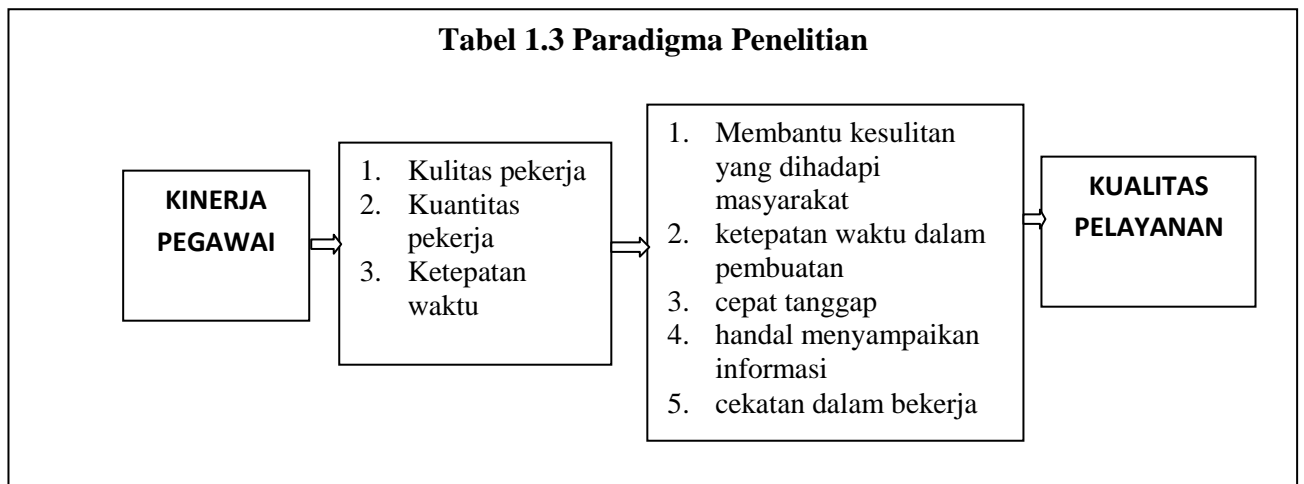 Tabel 1.3 Paradigma Penelitian
KINERJA
PEGAWAI
1. Kulitas pekerja
2. Kuantitas
pekerja
3. Ketepatan
waktu
1. Membantu kesulitan
yang dihadapi
masyarakat
2. ketepatan waktu dalam
pembuatan
3. cepat tanggap
4. handal menyampaikan
informasi
5. cekatan dalam bekerja
KUALITAS
PELAYANAN